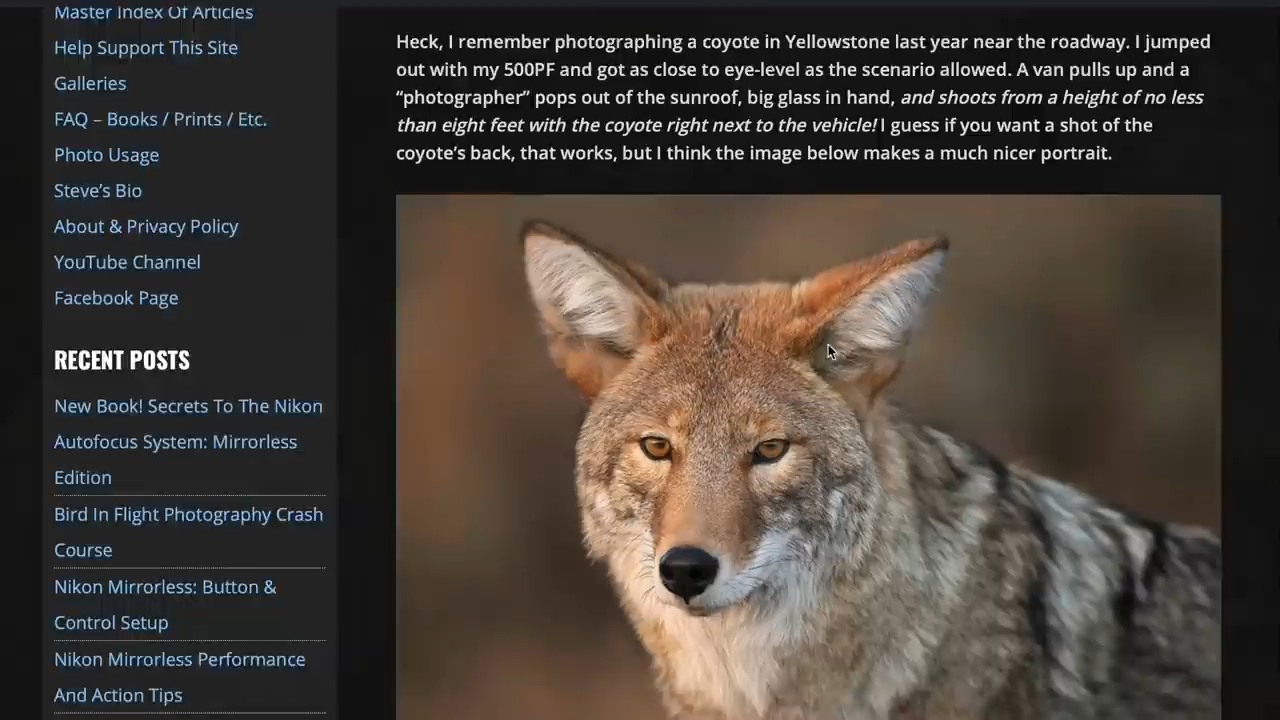 Master Index Of Articles
Help Support This Site
Galleries
FAQ – Books / Prints / Etc.
Photo Usage
Steve's Bio
About & Privacy Policy
YouTube Channel
Facebook Page
RECENT POSTS
New Book! Secrets To The Nikon
Autofocus System: Mirrorless
Edition
Bird In Flight Photography Crash
Course
Nikon Mirrorless: Button &
Control Setup
Nikon Mirrorless Performance
And Action Tips
Heck, I remember photographing a coyote in Yellowstone last year near the roadway. I jumped
out with my 500PF and got as close to eye-level as the scenario allowed. A van pulls up and a
“photographer” pops out of the sunroof, big glass in hand, and shoots from a height of no less
than eight feet with the coyote right next to the vehicle! I guess if you want a shot of the
coyote's back, that works, but I think the image below makes a much nicer portrait.